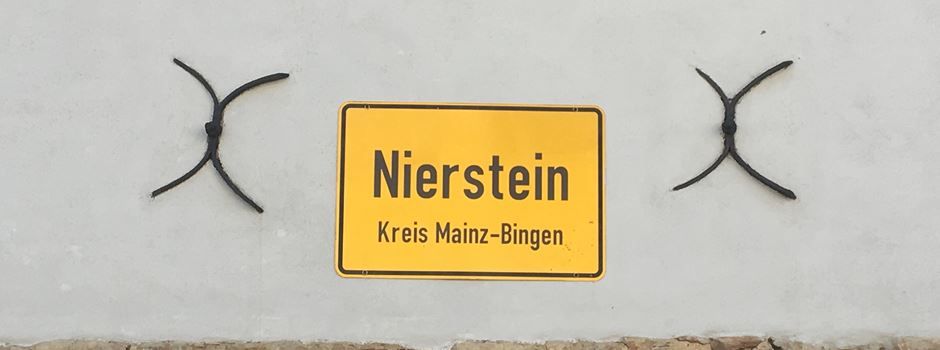 Nierstein
Kreis Mainz-Bingen